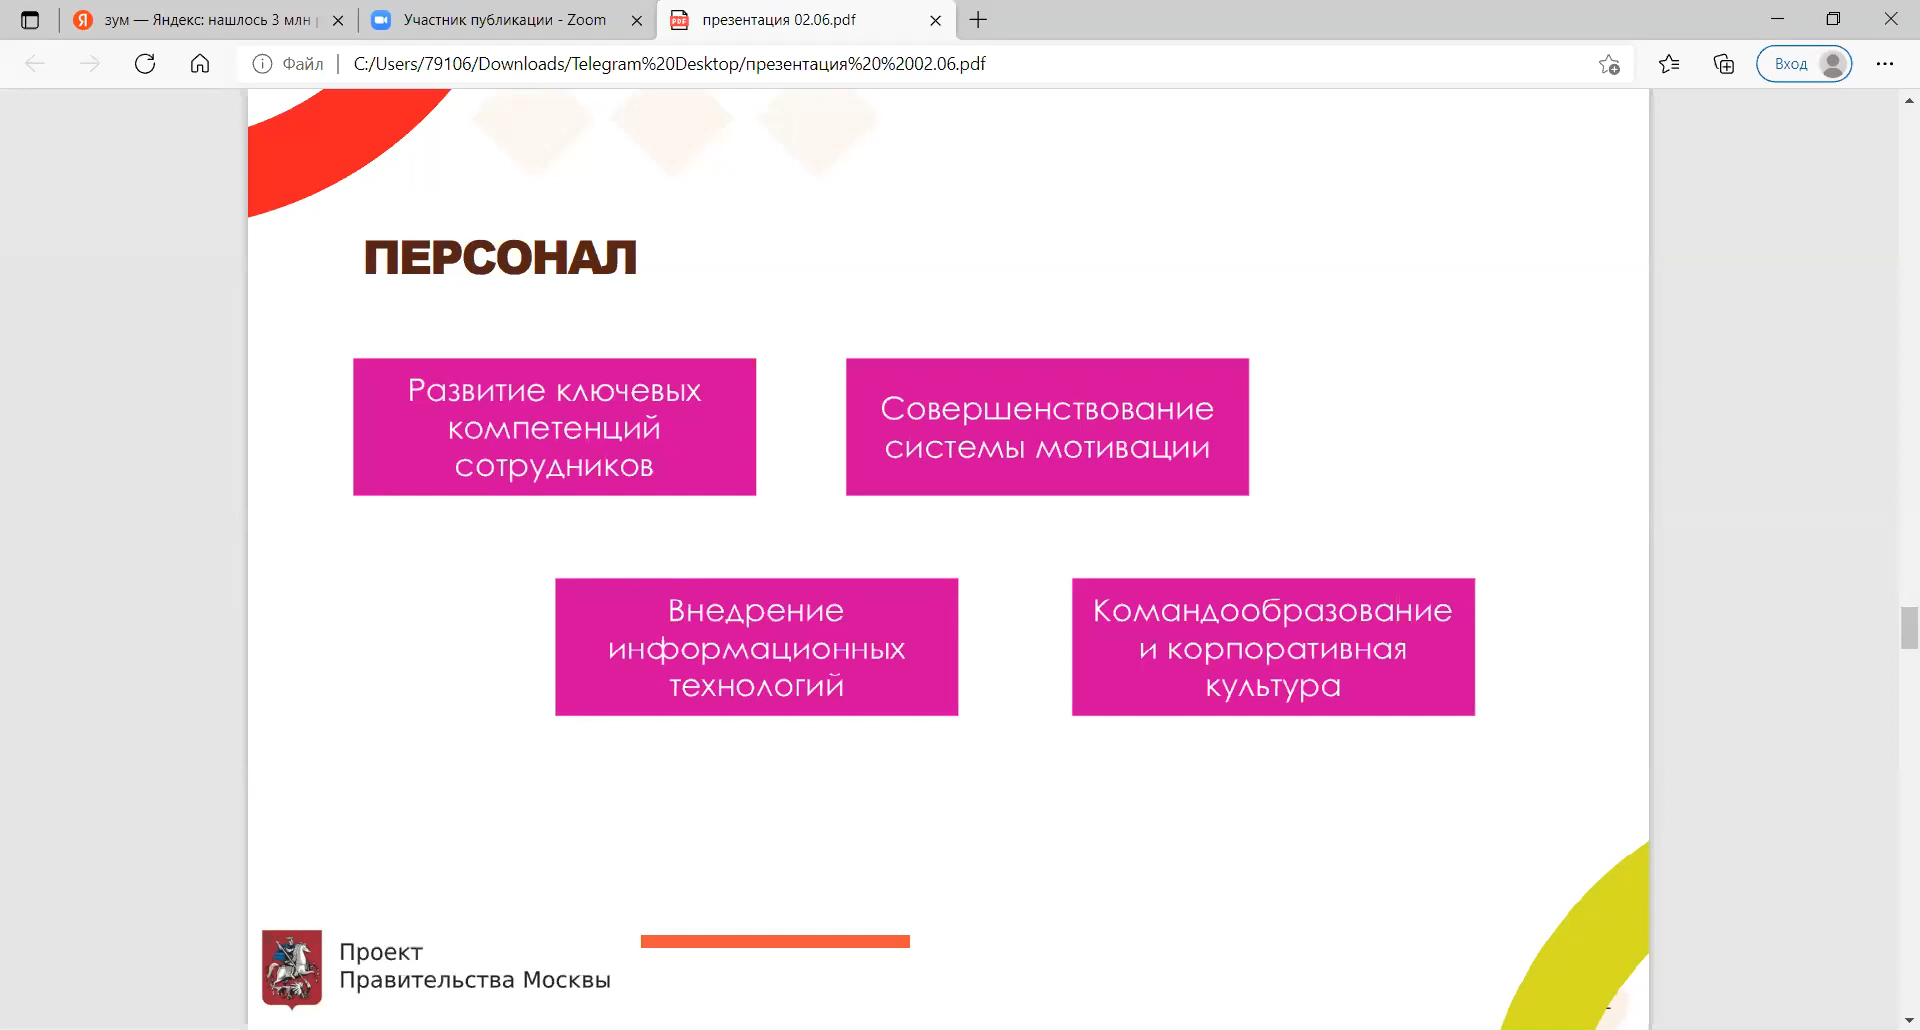 зум — Яндекс: нашлось 3 млн
Участник публикации - Zoom
презентация 02.06.pdf
Файл
C:/Users/79106/Downloads/Telegram%20Desktop/презентация%20%2002.06.pdf
Вход
ПЕРСОНАЛ
Развитие ключевых
компетенций
сотрудников
Совершенствование
системы мотивации
Внедрение
информационных
технологий
Командообразование
и корпоративная
культура
Проект
Правительства Москвы